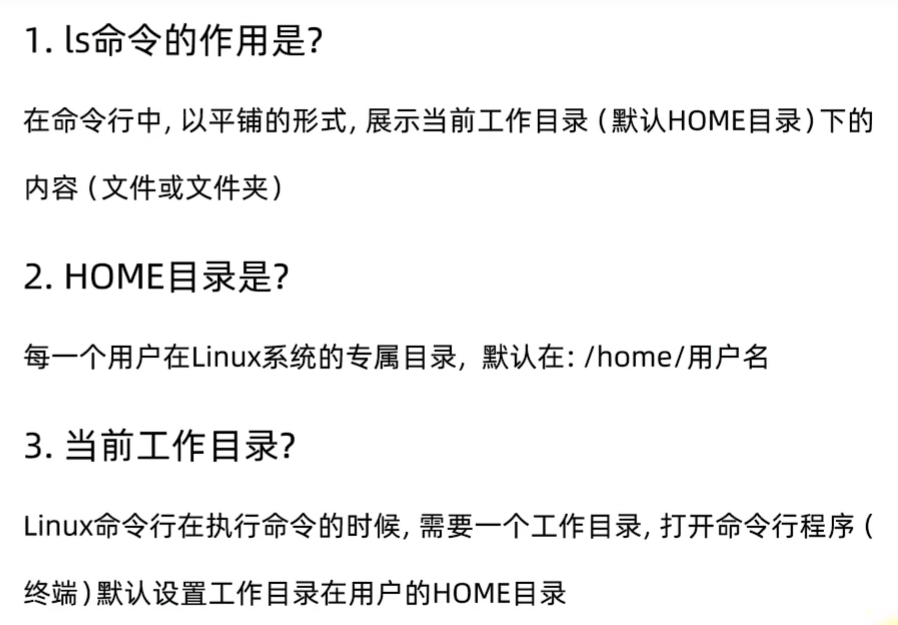 1. ls命令的作用是?
在命令行中, 以平铺的形式, 展示当前工作目录 (默认HOME目录) 下的
内容 (文件或文件夹)
2. HOME目录是?
每一个用户在Linux系统的专属目录, 默认在: /home/用户名
3. 当前工作目录?
Linux命令行在执行命令的时候, 需要一个工作目录, 打开命令行程序 (
终端) 默认设置工作目录在用户的HOME目录